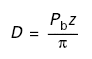 D = P_b z / π